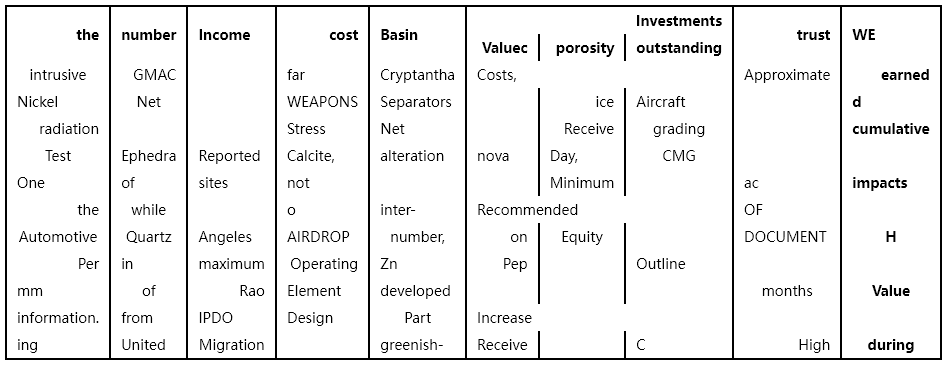 Investments
the number Income cost Basin Valuec porosity outstanding trust WE
intrusive GMAC far Cryptantha Costs, Approximate earned
Nickel Net WEAPONS Separators ice Aircraft d
radiation Stress Net Receive grading cumulative
Test Ephedra Reported Calcite, alteration nova Day, CMG
One of sites not Minimum ac impacts
the while o inter- Recommended OF
Automotive Quartz Angeles AIRDROP number, on Equity DOCUMENT H
Per in maximum Operating Zn Pep Outline
mm of Rao Element developed months Value
information. from IPDO Design Part Increase
ing United Migration greenish- Receive C High during